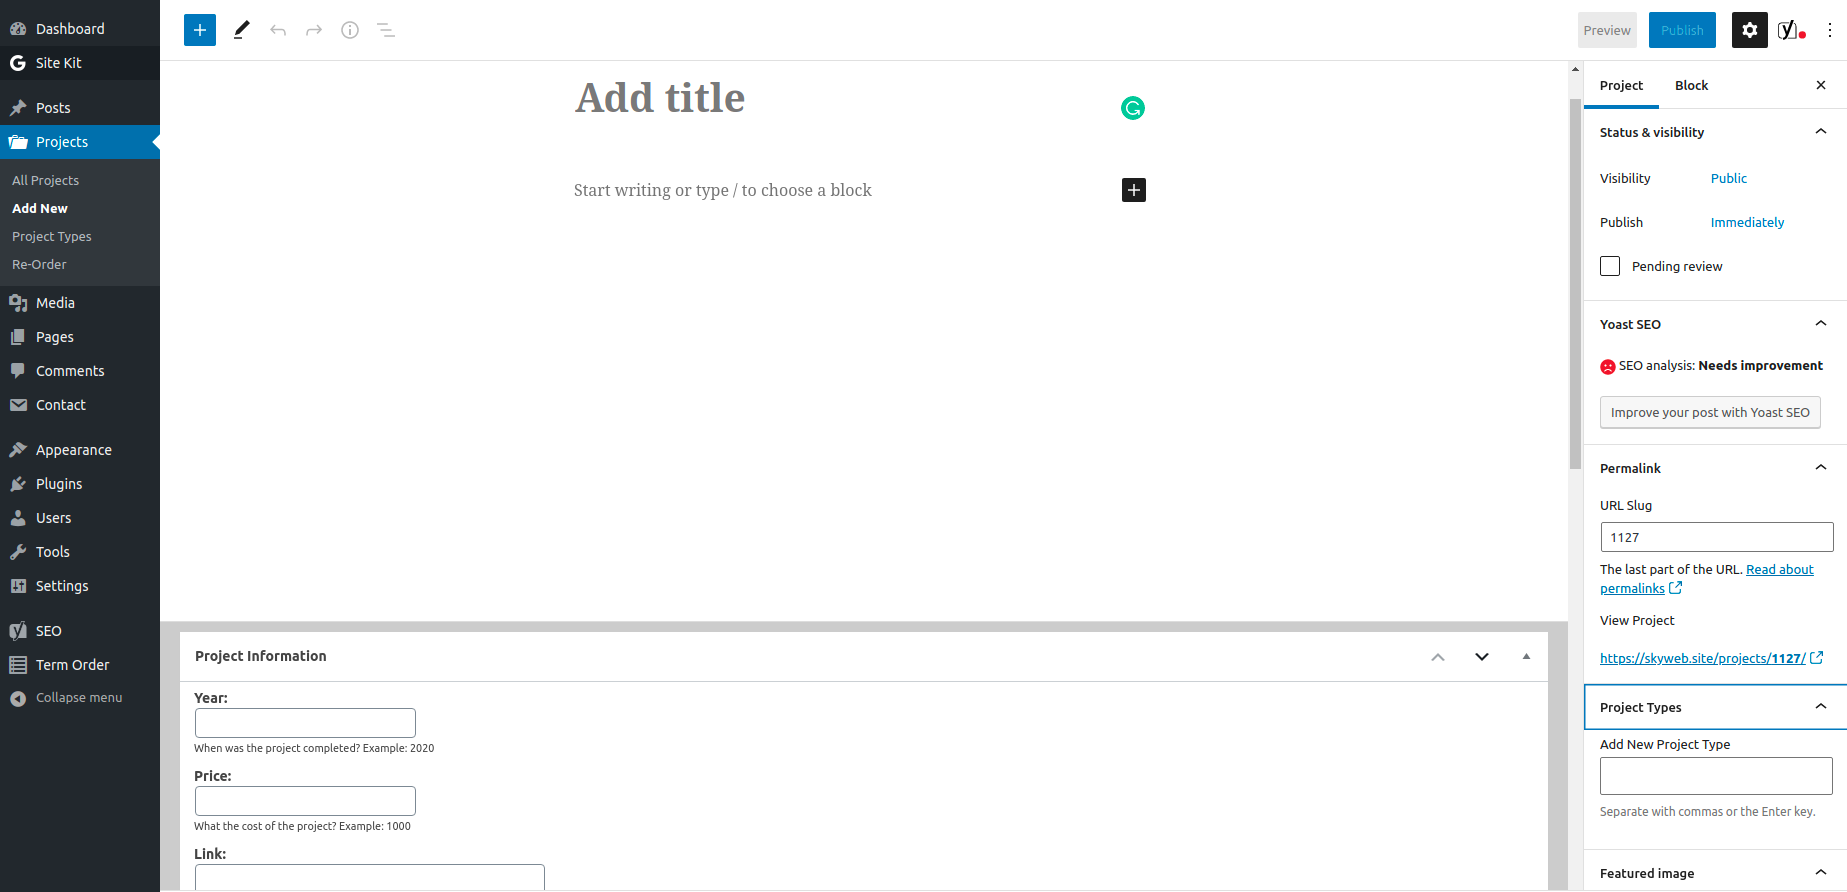 Dashboard
Site Kit
Posts
Projects
All Projects
Add New
Project Types
Re-Order
Media
Pages
Comments
Contact
Appearance
Plugins
Users
Tools
Settings
SEO
Term Order
Collapse menu
Preview
Publish
Add title
Start writing or type / to choose a block
Project Information
Year:
When was the project completed? Example: 2020
Price:
What the cost of the project? Example: 1000
Link:
Project Block
Status & visibility
Visibility Public
Publish Immediately
Pending review
Yoast SEO
SEO analysis: Needs improvement
Improve your post with Yoast SEO
Permalink
URL Slug
1127
The last part of the URL. Read about
permalinks
View Project
https://skyweb.site/projects/1127/
Project Types
Add New Project Type
Separate with commas or the Enter key.
Featured image